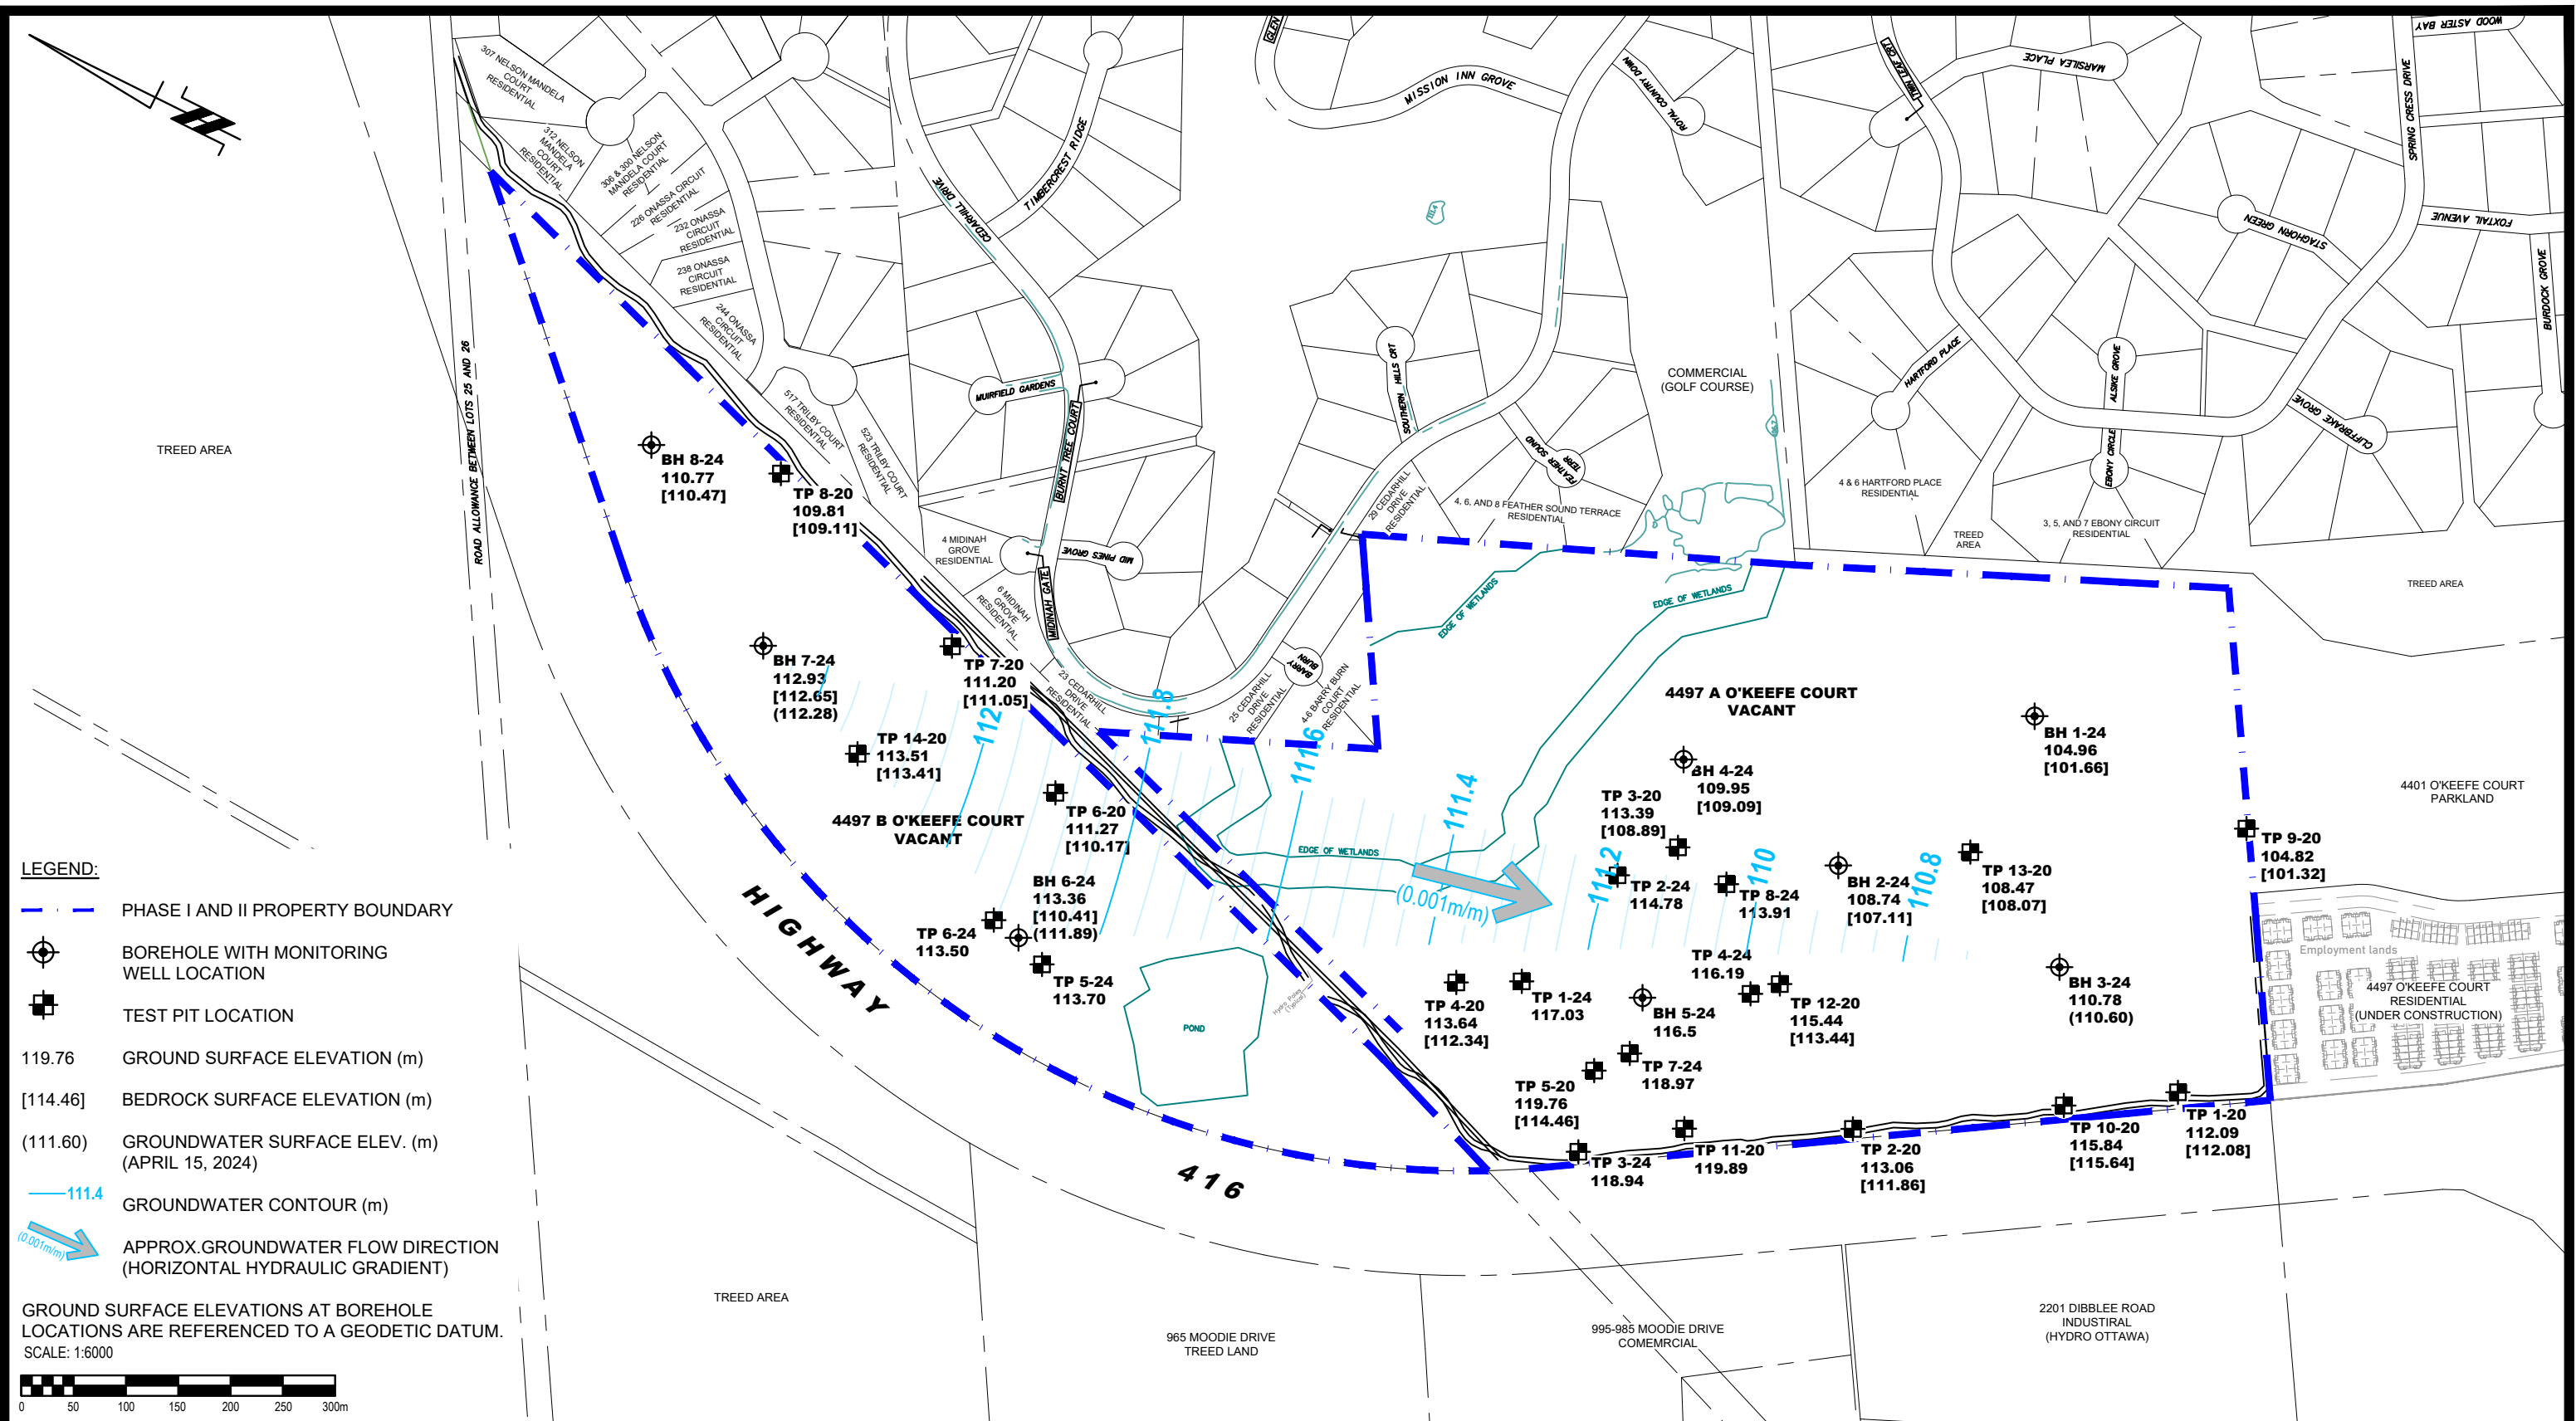 307 NELSON MANDELA
COURT
RESIDENTIAL
312 NELSON
MANDELA
COURT
RESIDENTIAL
306 & 300 NELSON
MANDELA COURT
RESIDENTIAL
226 ONASSA CIRCUIT
RESIDENTIAL
232 ONASSA
CIRCUIT
RESIDENTIAL
238 ONASSA
CIRCUIT
RESIDENTIAL
244 ONASSA
CIRCUIT
RESIDENTIAL
517 TRILBY COURT
RESIDENTIAL
523 TRILBY COURT
RESIDENTIAL
CEDARHILL DRIVE
TIMBERCREST RIDGE
GLEN
MISSION INN GROVE
ROYAL COUNTRY DOWN
TWIN LEAF CRT
MARSILEA PLACE
WOOD ASTER BAY
SPRING CRESS DRIVE
STAGHORN GREEN
FOXTAIL AVENUE
BURDOCK GROVE
HARTFORD PLACE
ALSIKE GROVE
EBONY CIRCLE
CLIFFBRAKE GROVE
MUIRFIELD GARDENS
BURNT TREE COURT
MID PINES GROVE
MIDINAH GATE
SOUTHERN HILLS CRT
FEATHER SOUND
TERR
BARRY
BURN
COMMERCIAL
(GOLF COURSE)
4 MIDINAH
GROVE
RESIDENTIAL
6 MIDINAH
GROVE
RESIDENTIAL
23 CEDARHILL
DRIVE
RESIDENTIAL
25 CEDARHILL
DRIVE
RESIDENTIAL
4-6 BARRY BURN
COURT
RESIDENTIAL
29 CEDARHILL
DRIVE
RESIDENTIAL
4, 6, AND 8 FEATHER SOUND TERRACE
RESIDENTIAL
4 & 6 HARTFORD PLACE
RESIDENTIAL
TREED
AREA
3, 5, AND 7 EBONY CIRCUIT
RESIDENTIAL
TREED AREA
TREED AREA
ROAD ALLOWANCE BETWEEN LOTS 25 AND 26
EDGE OF WETLANDS
EDGE OF WETLANDS
EDGE OF WETLANDS
BH 8-24
110.77
[110.47]
TP 8-20
109.81
[109.11]
BH 7-24
112.93
[112.65]
(112.28)
TP 7-20
111.20
[111.05]
TP 14-20
113.51
[113.41]
TP 6-20
111.27
[110.17]
4497 B O'KEEFE COURT
VACANT
BH 6-24
113.36
[110.41]
(111.89)
TP 6-24
113.50
TP 5-24
113.70
112
111.8
111.6
111.4
111.2
110
110.8
(0.001m/m)
4497 A O'KEEFE COURT
VACANT
BH 1-24
104.96
[101.66]
BH 4-24
109.95
[109.09]
TP 3-20
113.39
[108.89]
TP 2-24
114.78
TP 8-24
113.91
BH 2-24
108.74
[107.11]
TP 13-20
108.47
[108.07]
TP 9-20
104.82
[101.32]
4401 O'KEEFE COURT
PARKLAND
Employment lands
4497 O'KEEFE COURT
RESIDENTIAL
(UNDER CONSTRUCTION)
BH 3-24
110.78
(110.60)
TP 4-24
116.19
TP 12-20
115.44
[113.44]
TP 4-20
113.64
[112.34]
TP 1-24
117.03
BH 5-24
116.5
TP 7-24
118.97
TP 5-20
119.76
[114.46]
TP 3-24
118.94
TP 11-20
119.89
TP 2-20
113.06
[111.86]
TP 10-20
115.84
[115.64]
TP 1-20
112.09
[112.08]
POND
Hydro Poles
(Typical)
HIGHWAY
416
TREED AREA
965 MOODIE DRIVE
TREED LAND
995-985 MOODIE DRIVE
COMEMRCIAL
2201 DIBBLEE ROAD
INDUSTIRAL
(HYDRO OTTAWA)
LEGEND:
PHASE I AND II PROPERTY BOUNDARY
BOREHOLE WITH MONITORING
WELL LOCATION
TEST PIT LOCATION
119.76 GROUND SURFACE ELEVATION (m)
[114.46] BEDROCK SURFACE ELEVATION (m)
(111.60) GROUNDWATER SURFACE ELEV. (m)
(APRIL 15, 2024)
111.4 GROUNDWATER CONTOUR (m)
(0.001m/m) APPROX.GROUNDWATER FLOW DIRECTION
(HORIZONTAL HYDRAULIC GRADIENT)
GROUND SURFACE ELEVATIONS AT BOREHOLE
LOCATIONS ARE REFERENCED TO A GEODETIC DATUM.
SCALE: 1:6000
0 50 100 150 200 250 300m